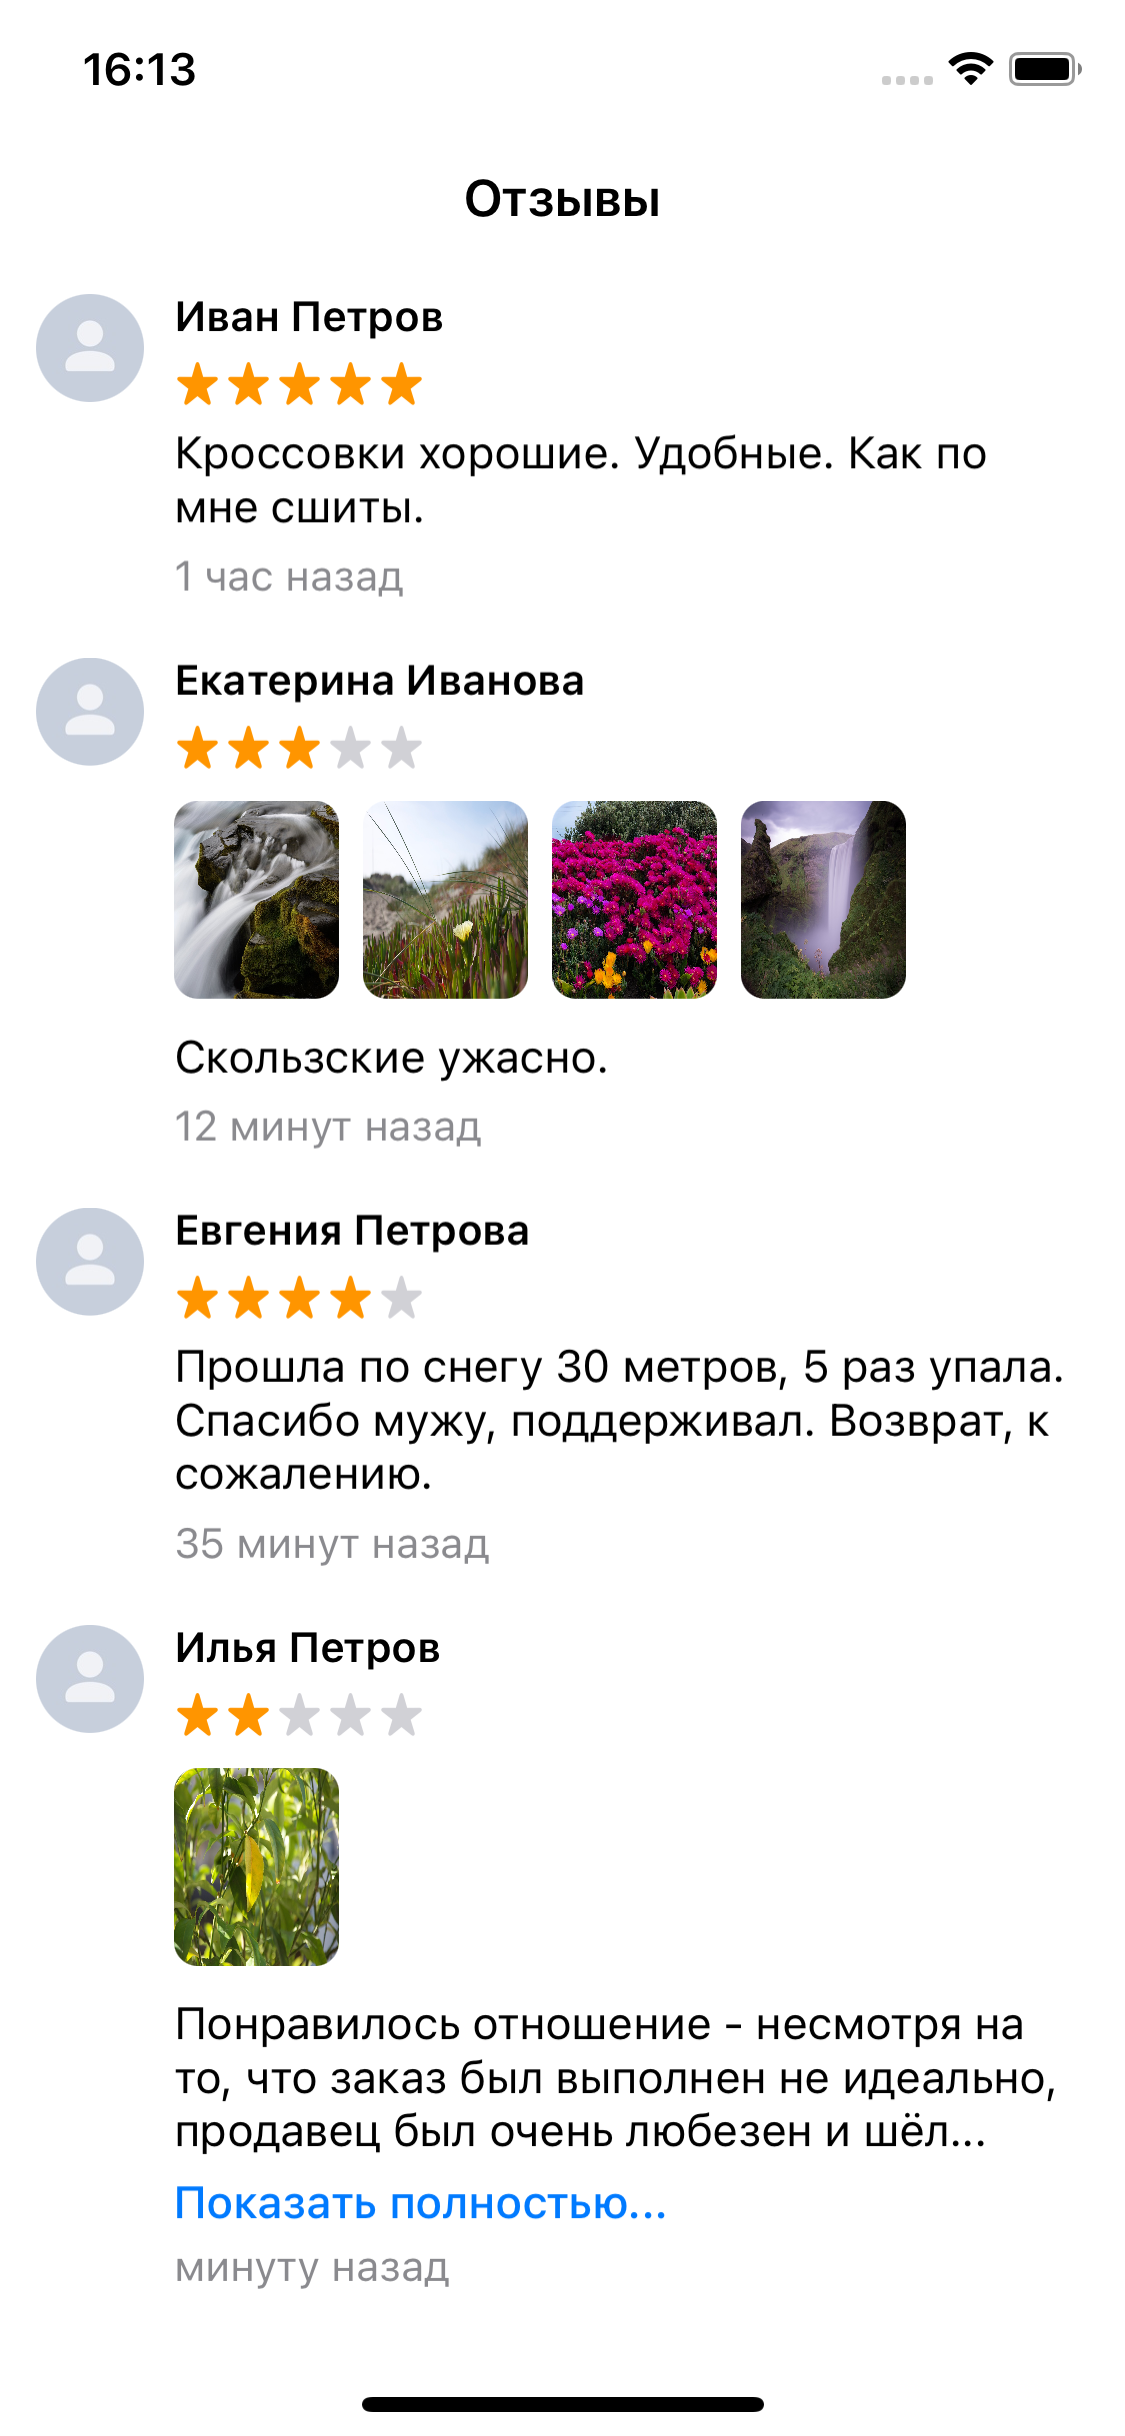 16:13
Отзывы
Иван Петров
Кроссовки хорошие. Удобные. Как по
мне сшиты.
1 час назад
Екатерина Иванова
Скользские ужасно.
12 минут назад
Евгения Петрова
Прошла по снегу 30 метров, 5 раз упала.
Спасибо мужу, поддерживал. Возврат, к
сожалению.
35 минут назад
Илья Петров
Понравилось отношение - несмотря на
то, что заказ был выполнен не идеально,
продавец был очень любезен и шёл...
Показать полностью...
минуту назад